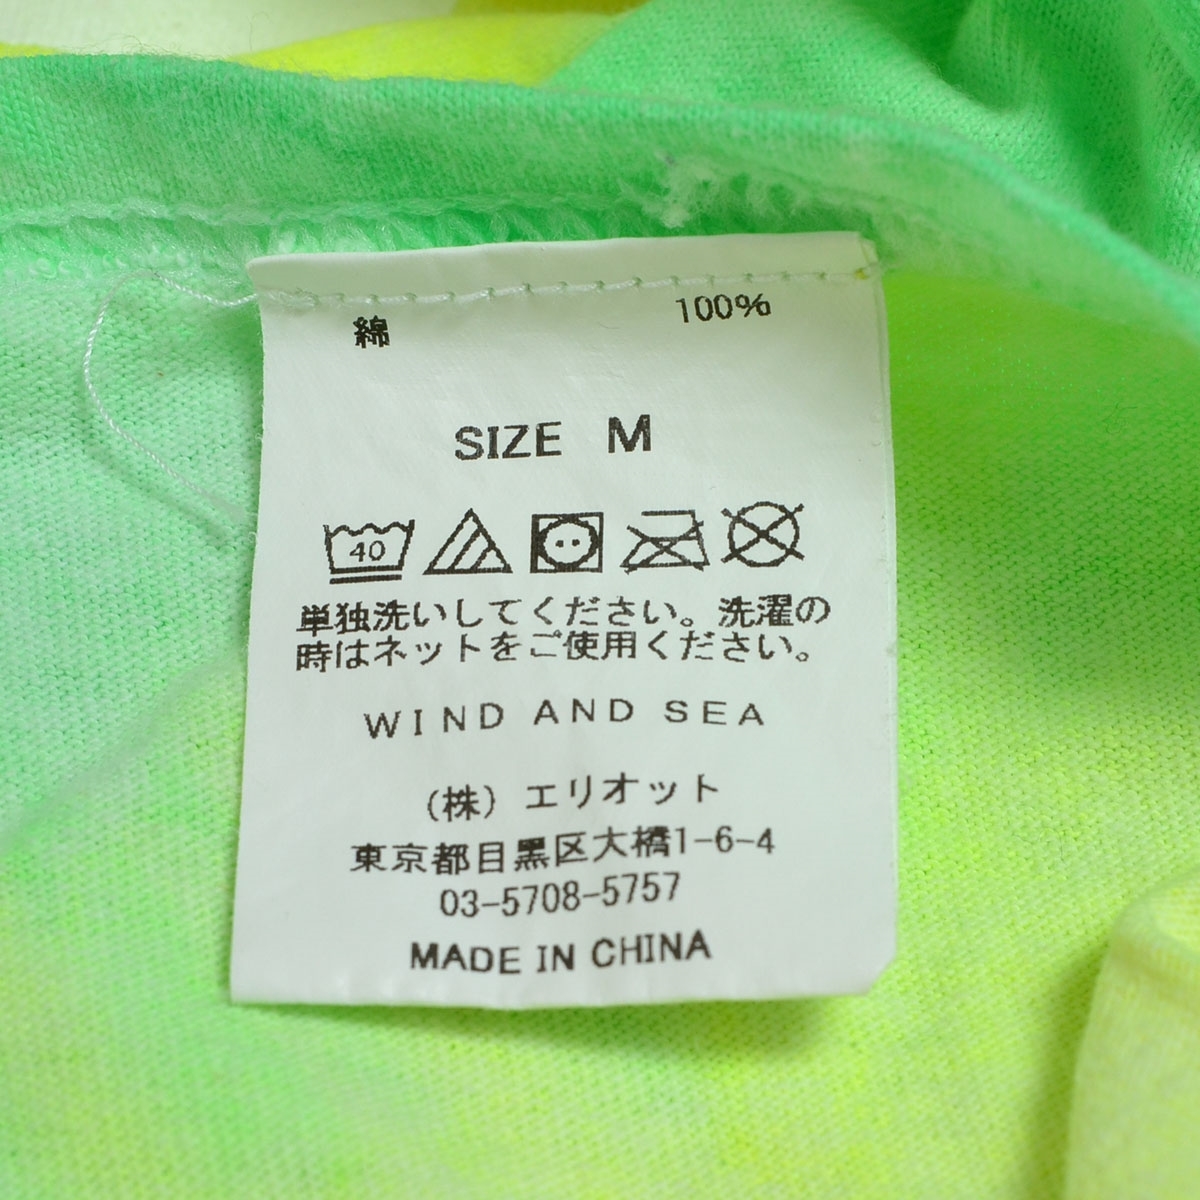 綿 100%
SIZE M
40
単独洗いしてください。洗濯の
時はネットをご使用ください。
WIND AND SEA
（株）エリオット
東京都目黒区大橋1-6-4
03-5708-5757
MADE IN CHINA